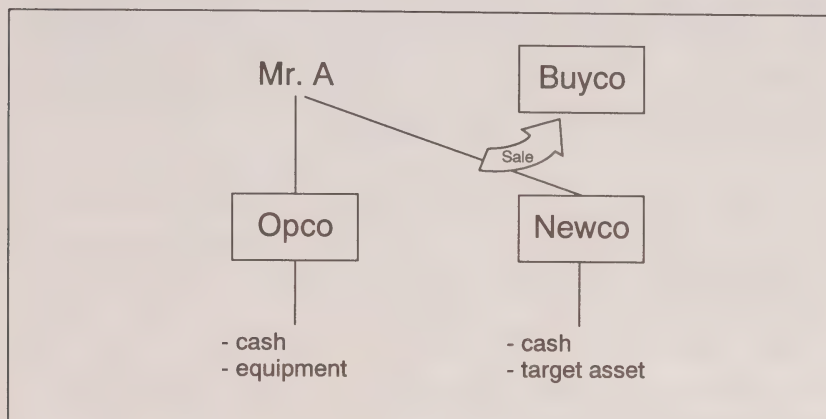 Mr. A
Buyco
Sale
Opco
Newco
- cash
- equipment
- cash
- target asset